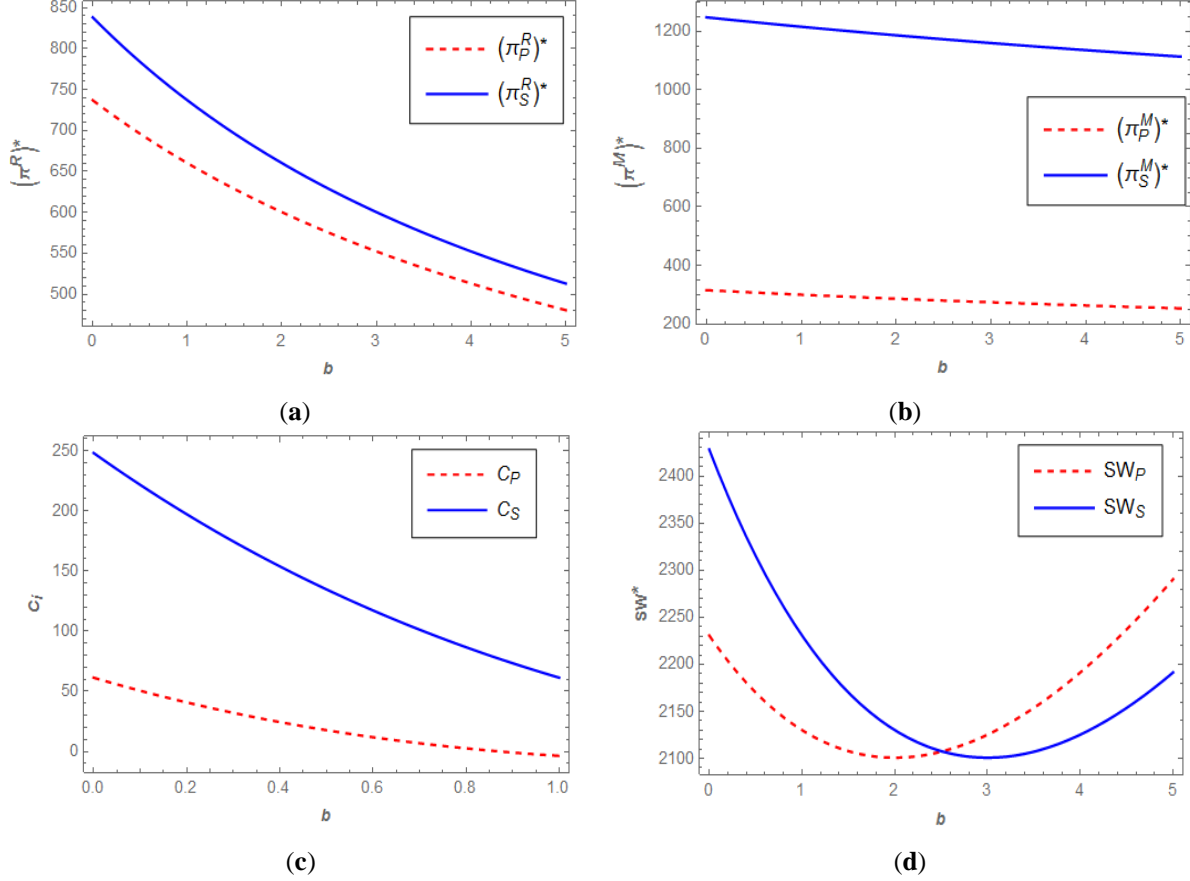 850
800
750
700
650
600
550
500
(π^R)*
0 1 2 3 4 5
b
(π_P^R)*
(π_S^R)*
(a)
1200
1000
800
600
400
200
(π^M)*
0 1 2 3 4 5
b
(π_P^M)*
(π_S^M)*
(b)
250
200
150
100
50
0
C_i
0.0 0.2 0.4 0.6 0.8 1.0
b
C_P
C_S
(c)
2400
2350
2300
2250
2200
2150
2100
SW*
0 1 2 3 4 5
b
SW_P
SW_S
(d)